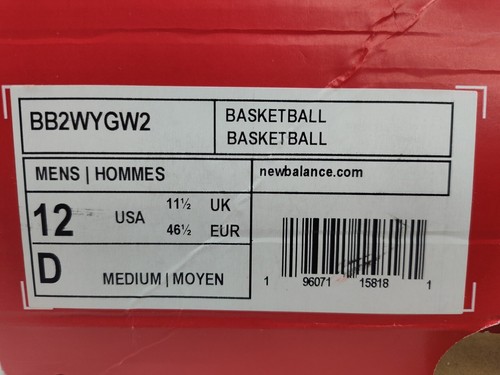 BB2WYGW2
BASKETBALL
BASKETBALL
MENS | HOMMES
newbalance.com
12 USA 11½ UK
46½ EUR
D MEDIUM | MOYEN
1 96071 15818 1